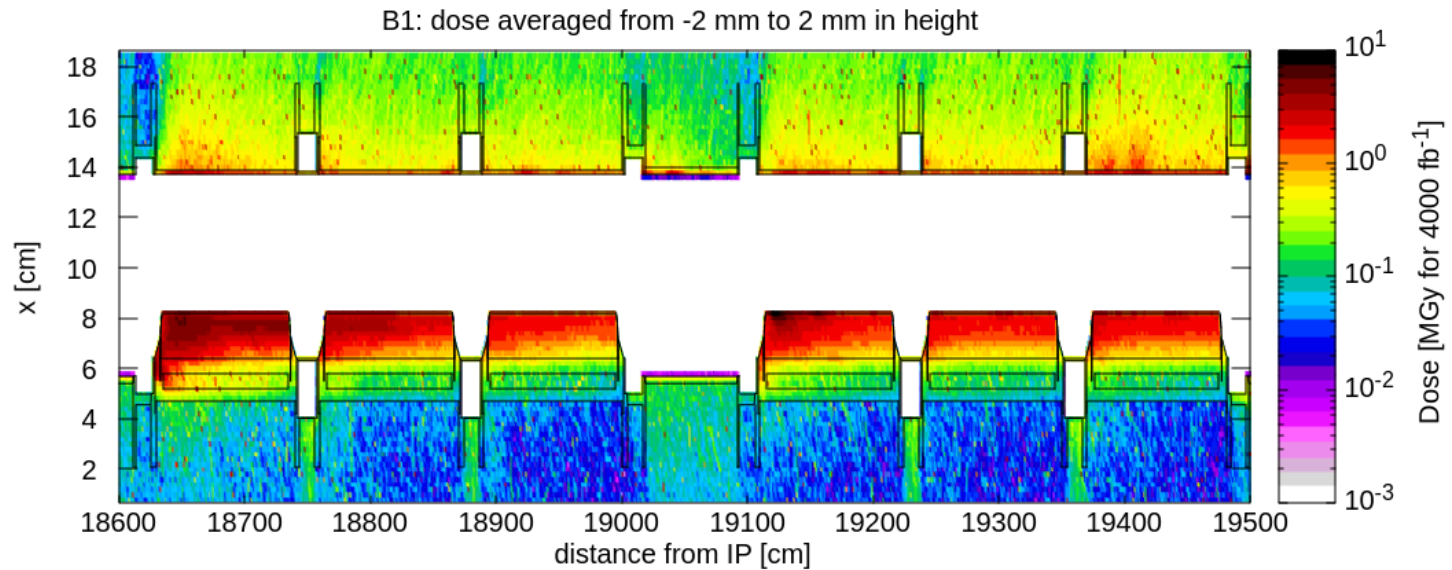 B1: dose averaged from -2 mm to 2 mm in height
x [cm]
18
16
14
12
10
8
6
4
2
18600 18700 18800 18900 19000 19100 19200 19300 19400 19500
distance from IP [cm]
10^1
10^0
10^-1
10^-2
10^-3
Dose [MGy for 4000 fb^-1]